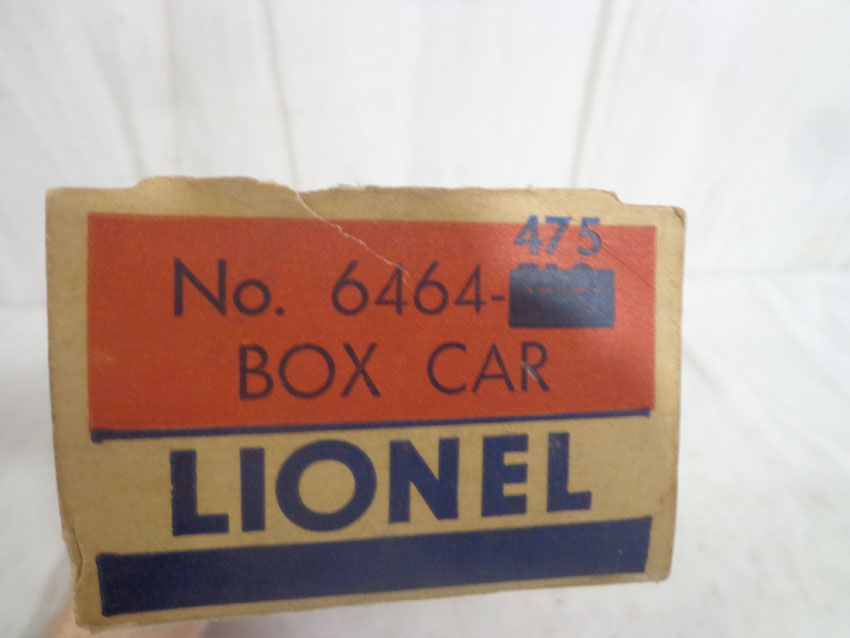 475
No. 6464-
BOX CAR
LIONEL